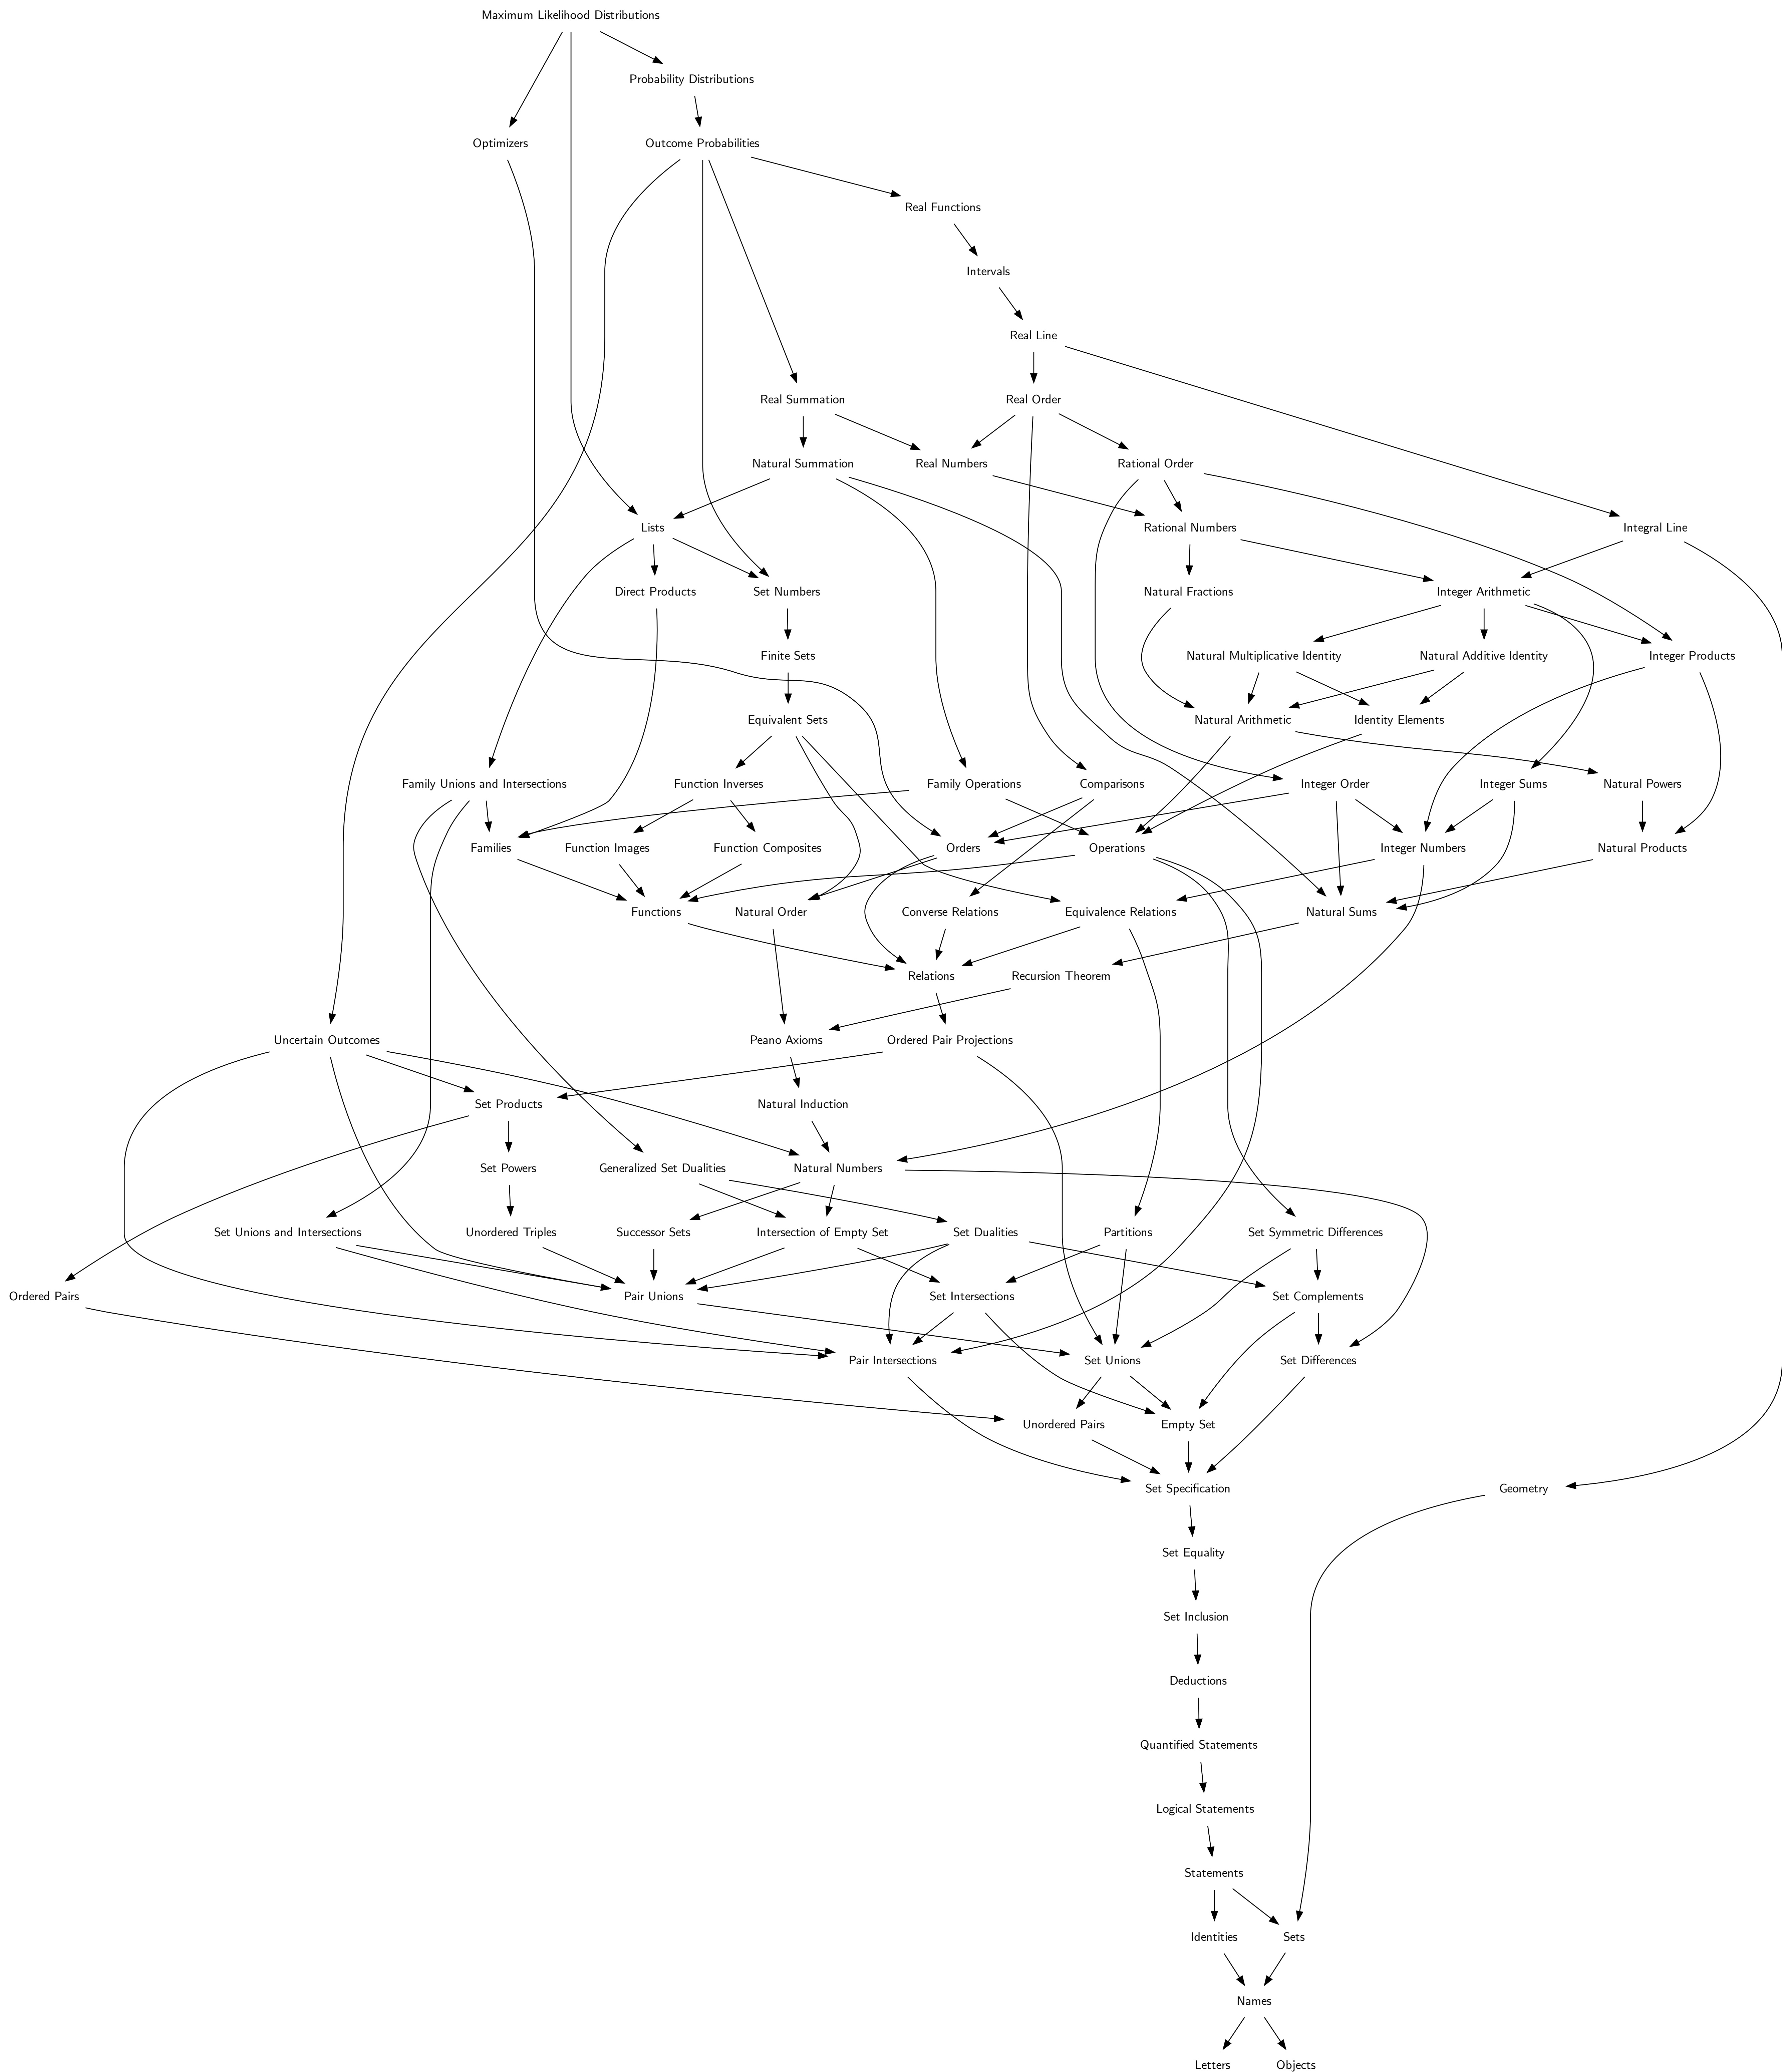 Maximum Likelihood Distributions
Probability Distributions
Optimizers
Outcome Probabilities
Real Functions
Intervals
Real Line
Real Summation
Real Order
Natural Summation
Real Numbers
Rational Order
Lists
Rational Numbers
Integral Line
Direct Products
Set Numbers
Natural Fractions
Integer Arithmetic
Finite Sets
Natural Multiplicative Identity
Natural Additive Identity
Integer Products
Equivalent Sets
Natural Arithmetic
Identity Elements
Family Unions and Intersections
Function Inverses
Family Operations
Comparisons
Integer Order
Integer Sums
Natural Powers
Families
Function Images
Function Composites
Orders
Operations
Integer Numbers
Natural Products
Functions
Natural Order
Converse Relations
Equivalence Relations
Natural Sums
Relations
Recursion Theorem
Uncertain Outcomes
Peano Axioms
Ordered Pair Projections
Set Products
Natural Induction
Set Powers
Generalized Set Dualities
Natural Numbers
Set Unions and Intersections
Unordered Triples
Successor Sets
Intersection of Empty Set
Set Dualities
Partitions
Set Symmetric Differences
Ordered Pairs
Pair Unions
Set Intersections
Set Complements
Pair Intersections
Set Unions
Set Differences
Unordered Pairs
Empty Set
Set Specification
Geometry
Set Equality
Set Inclusion
Deductions
Quantified Statements
Logical Statements
Statements
Identities
Sets
Names
Letters
Objects